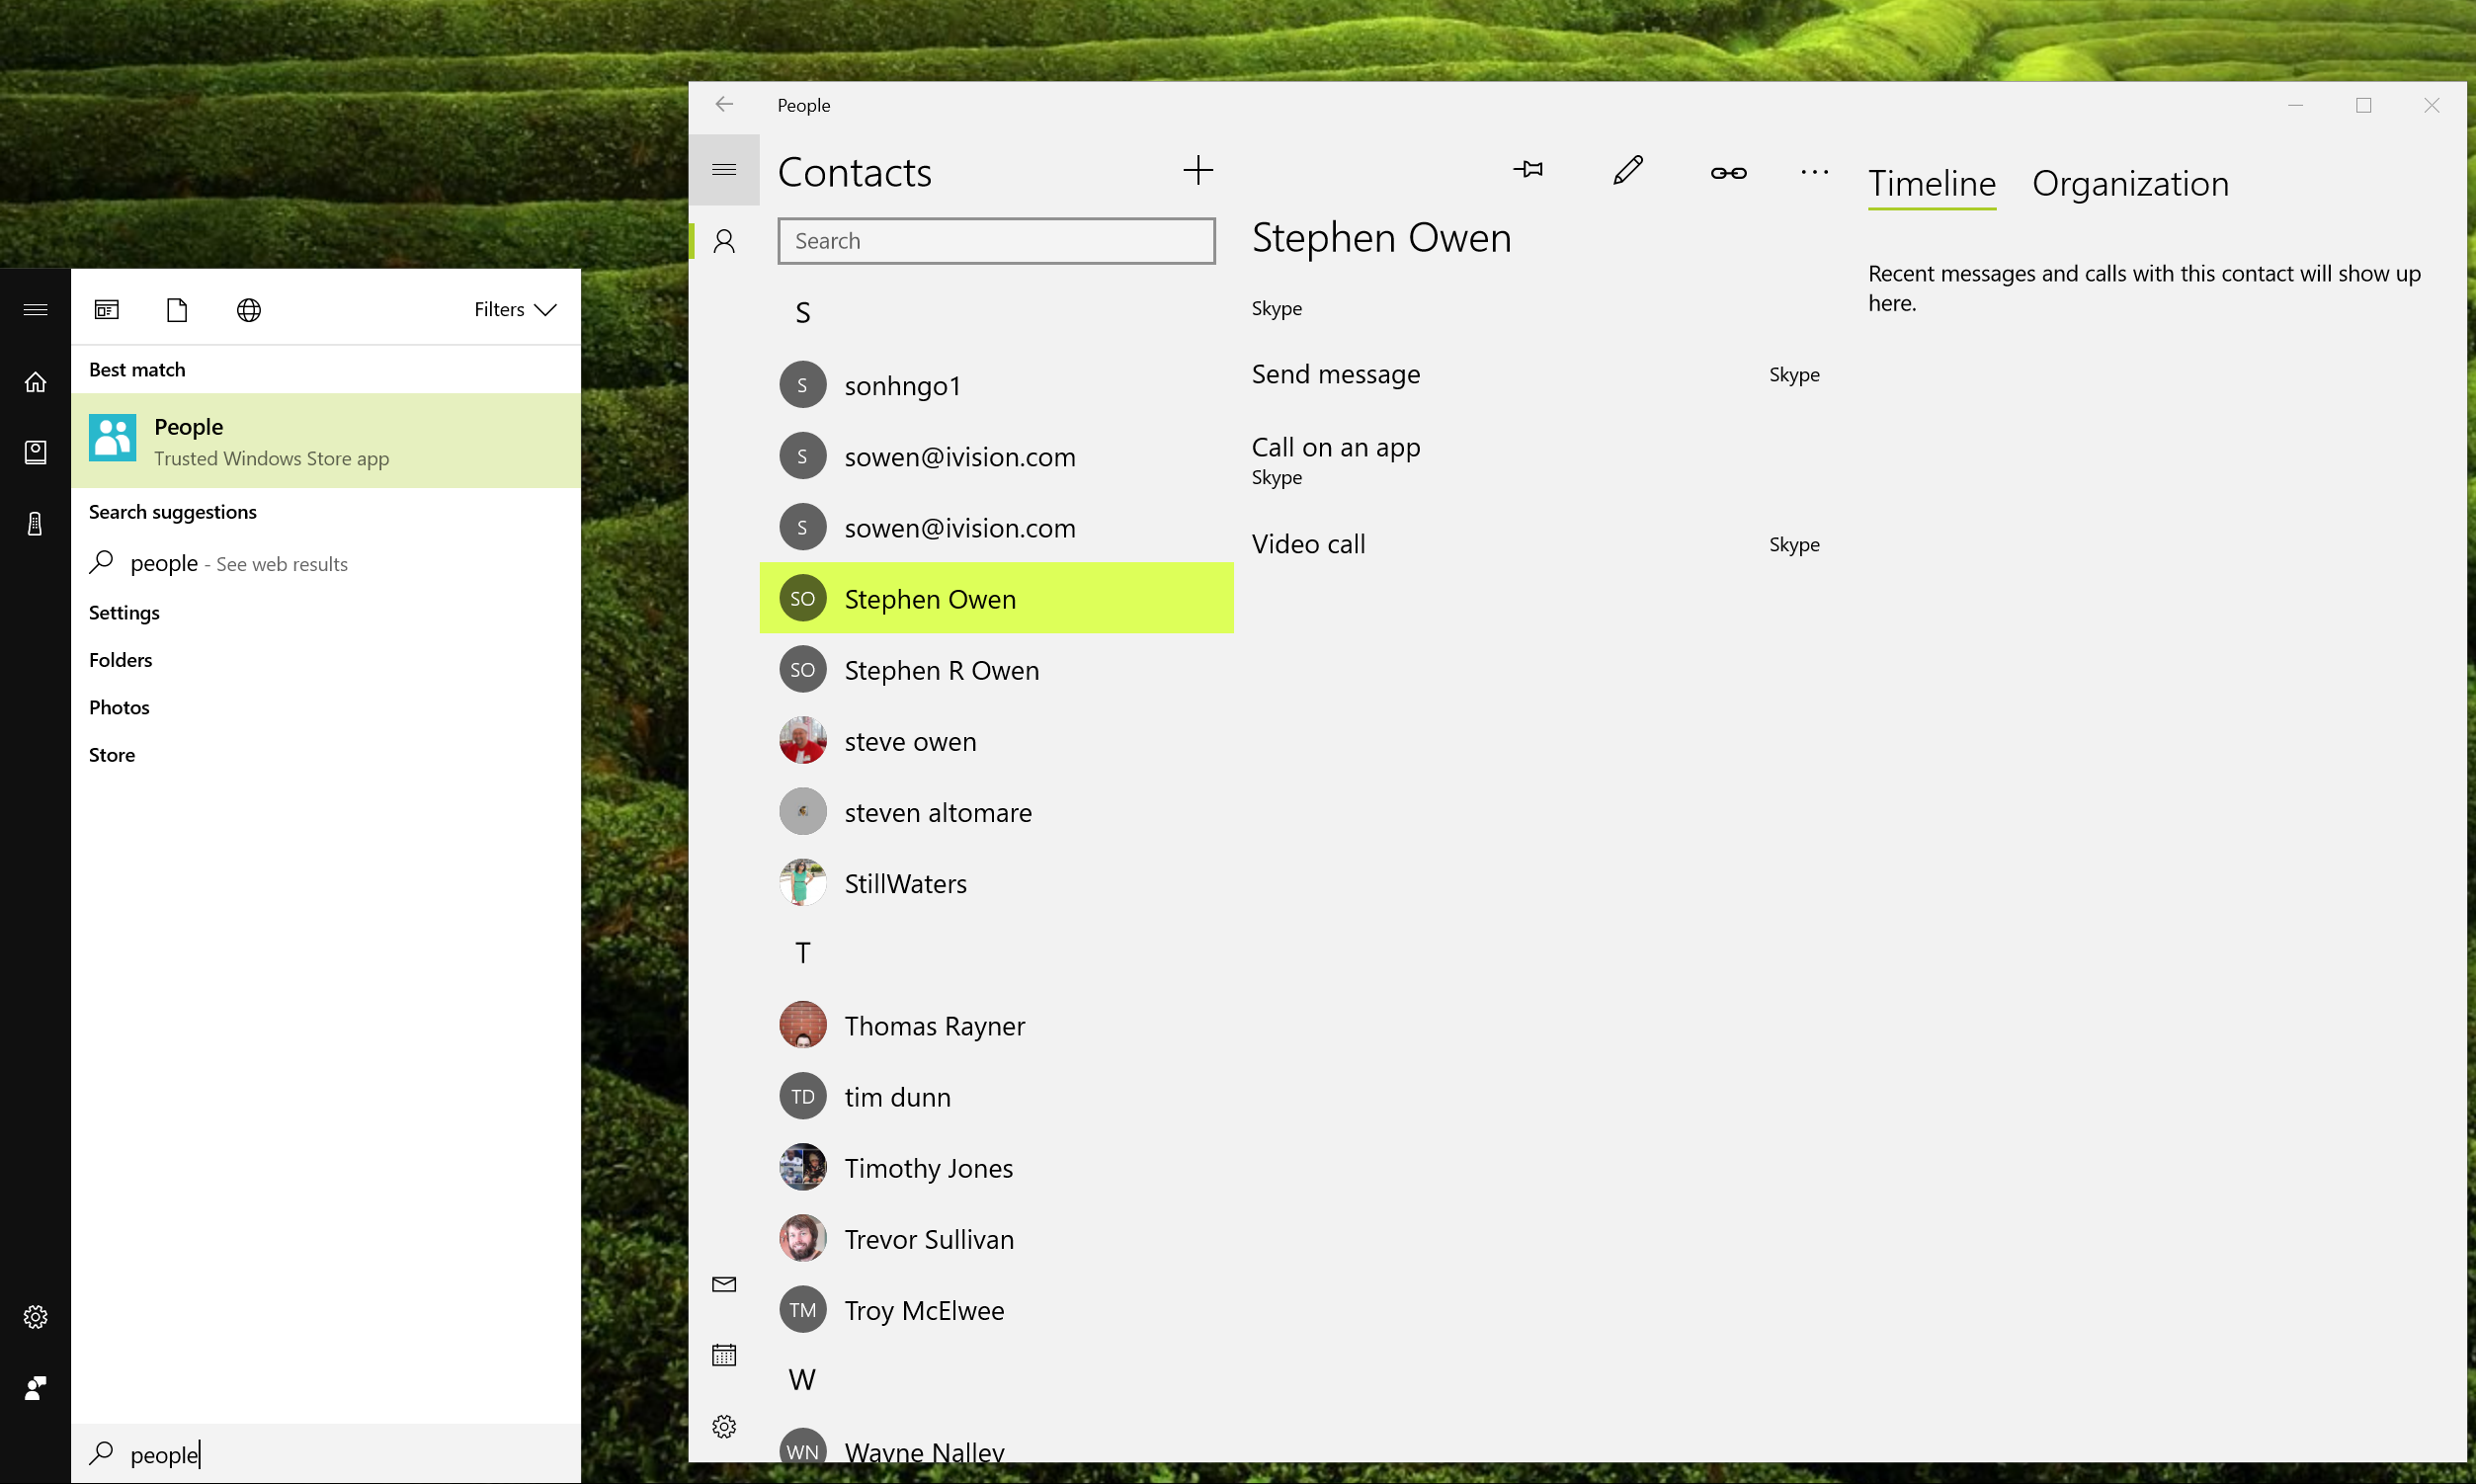 Filters
Best match
People
Trusted Windows Store app
Search suggestions
people - See web results
Settings
Folders
Photos
Store
people
People
Contacts
Search
S
S sonhngo1
S sowen@ivision.com
S sowen@ivision.com
SO Stephen Owen
SO Stephen R Owen
steve owen
steven altomare
StillWaters
T
Thomas Rayner
TD tim dunn
Timothy Jones
Trevor Sullivan
TM Troy McElwee
W
WN Wayne Nalley
Stephen Owen
Skype
Send message Skype
Call on an app
Skype
Video call Skype
Timeline Organization
Recent messages and calls with this contact will show up
here.